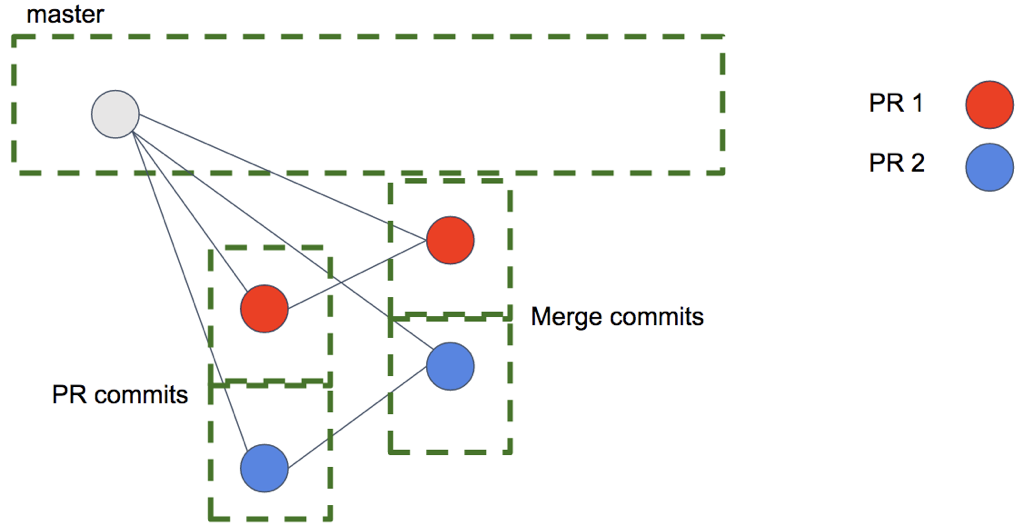 master
PR 1
PR 2
Merge commits
PR commits